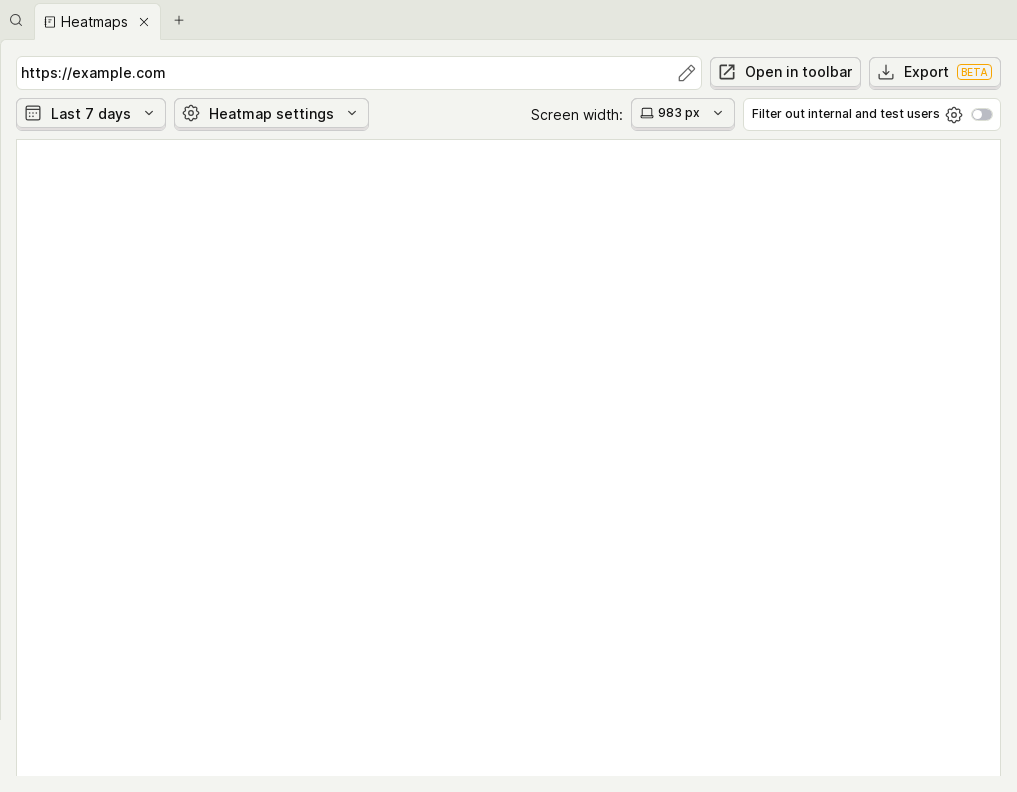 Heatmaps
https://example.com
Open in toolbar
Export BETA
Last 7 days
Heatmap settings
Screen width:
983 px
Filter out internal and test users